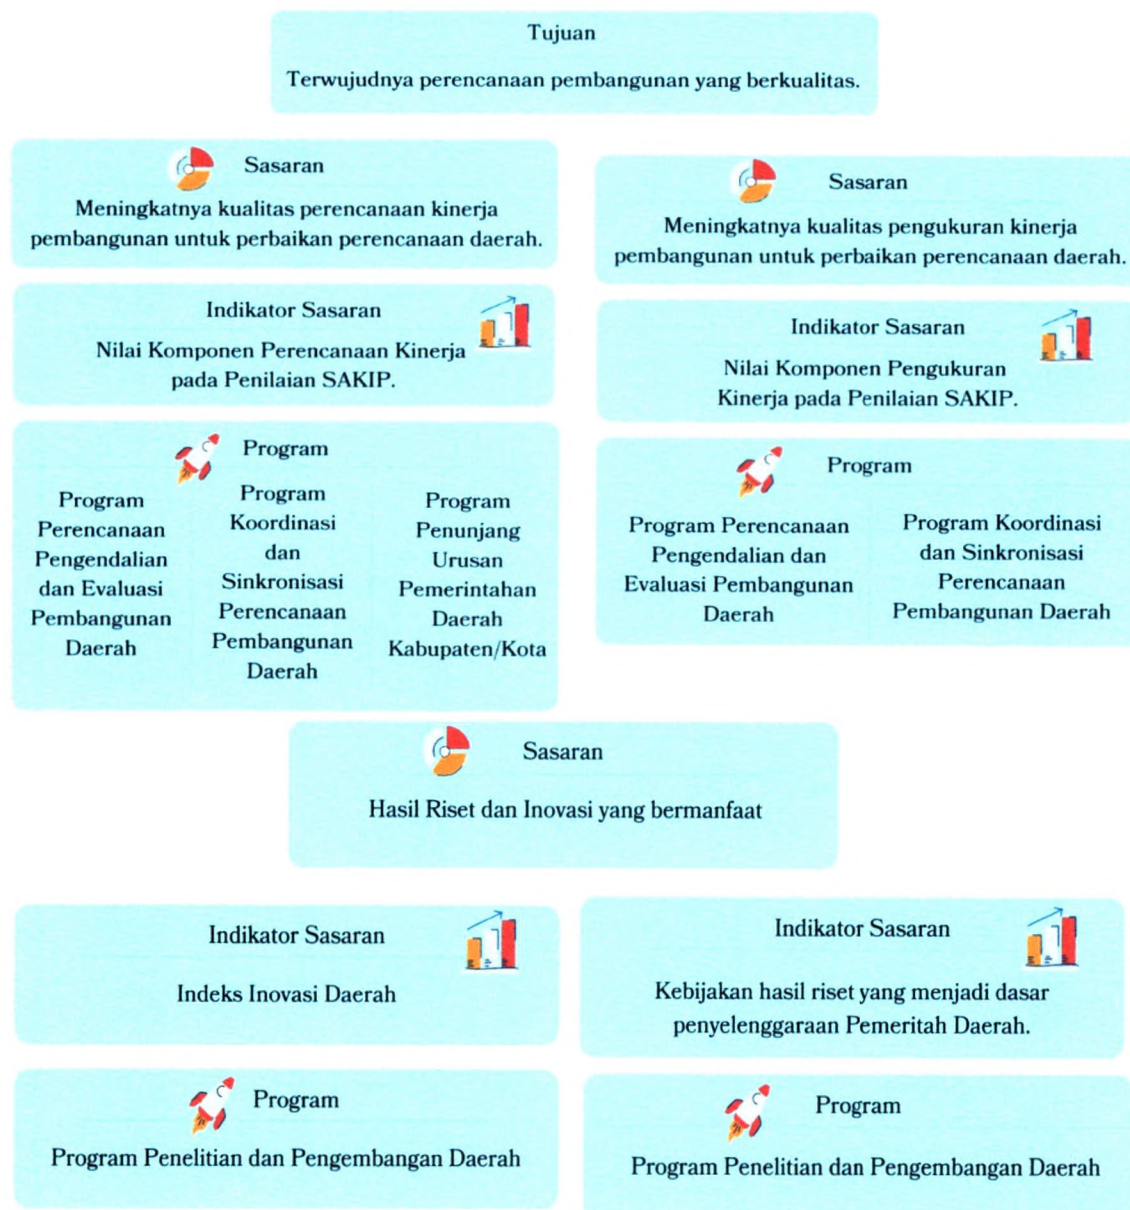 Tujuan
Terwujudnya perencanaan pembangunan yang berkualitas.
Sasaran
Meningkatnya kualitas perencanaan kinerja
pembangunan untuk perbaikan perencanaan daerah.
Indikator Sasaran
Nilai Komponen Perencanaan Kinerja
pada Penilaian SAKIP.
Program
Program
Perencanaan
Pengendalian
dan Evaluasi
Pembangunan
Daerah
Program
Koordinasi
dan
Sinkronisasi
Perencanaan
Pembangunan
Daerah
Program
Penunjang
Urusan
Pemerintahan
Daerah
Kabupaten/Kota
Sasaran
Meningkatnya kualitas pengukuran kinerja
pembangunan untuk perbaikan perencanaan daerah.
Indikator Sasaran
Nilai Komponen Pengukuran
Kinerja pada Penilaian SAKIP.
Program
Program Perencanaan
Pengendalian dan
Evaluasi Pembangunan
Daerah
Program Koordinasi
dan Sinkronisasi
Perencanaan
Pembangunan Daerah
Sasaran
Hasil Riset dan Inovasi yang bermanfaat
Indikator Sasaran
Indeks Inovasi Daerah
Program
Program Penelitian dan Pengembangan Daerah
Indikator Sasaran
Kebijakan hasil riset yang menjadi dasar
penyelenggaraan Pemeritah Daerah.
Program
Program Penelitian dan Pengembangan Daerah